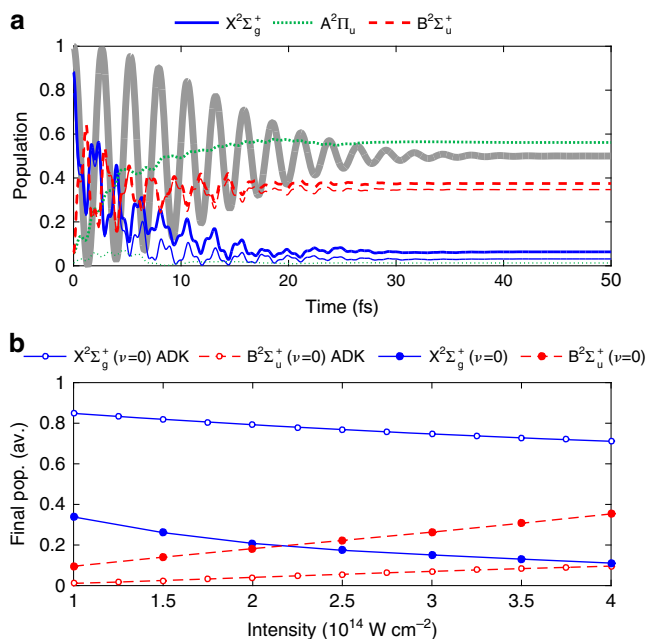 a
X²Σg⁺ A²Πu B²Σu⁺
1
0.8
0.6
0.4
0.2
0
Population
0 10 20 30 40 50
Time (fs)
b
X²Σg⁺ (ν=0) ADK B²Σu⁺ (ν=0) ADK X²Σg⁺ (ν=0) B²Σu⁺ (ν=0)
1
0.8
0.6
0.4
0.2
0
Final pop. (av.)
1 1.5 2 2.5 3 3.5 4
Intensity (10¹⁴ W cm⁻²)